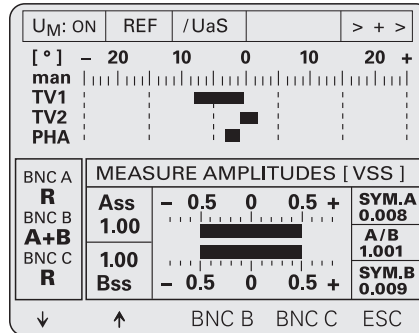 UM: ON REF /UaS > + >
[ ° ] – 20 10 0 10 20 +
man
TV1
TV2
PHA
BNC A
R
BNC B
A+B
BNC C
R
MEASURE AMPLITUDES [ VSS ]
Ass – 0.5 0 0.5 + SYM.A
1.00 0.008
A/B
1.001
1.00
Bss – 0.5 0 0.5 + SYM.B
0.009
↓ ↑ BNC B BNC C ESC